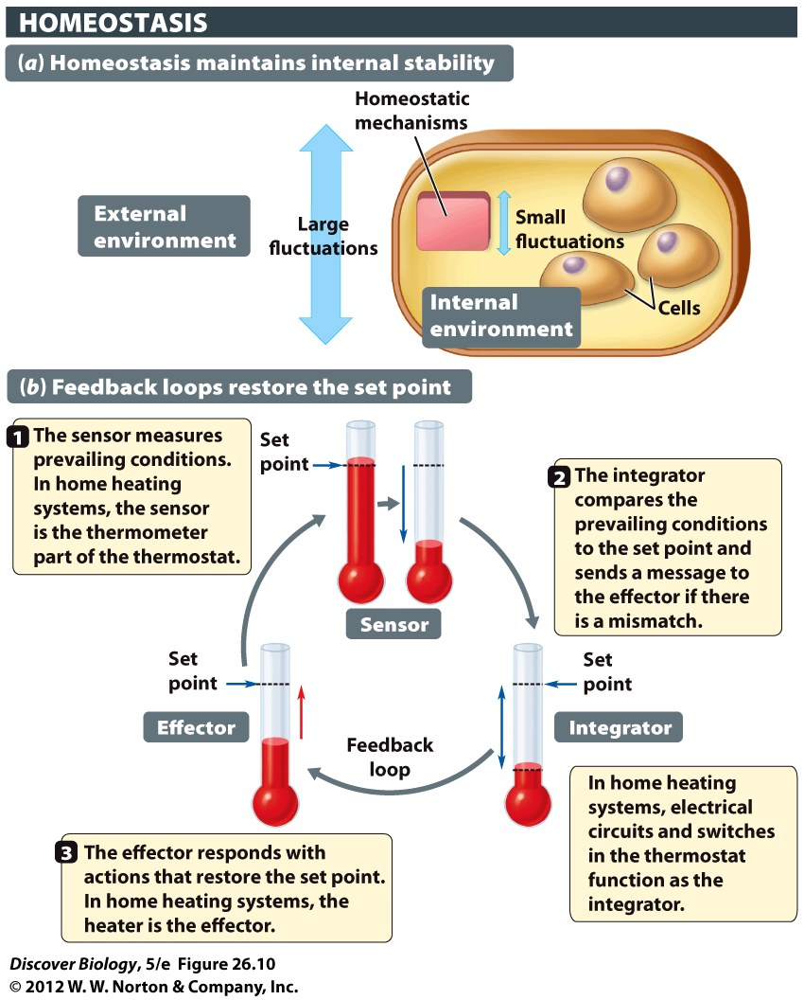 HOMEOSTASIS
(a) Homeostasis maintains internal stability
Homeostatic
mechanisms
External
environment
Large
fluctuations
Small
fluctuations
Internal
environment
Cells
(b) Feedback loops restore the set point
1 The sensor measures
prevailing conditions.
In home heating
systems, the sensor
is the thermometer
part of the thermostat.
Set
point
2 The integrator
compares the
prevailing conditions
to the set point and
sends a message to
the effector if there
is a mismatch.
Sensor
Set
point
Set
point
Effector
Integrator
Feedback
loop
In home heating
systems, electrical
circuits and switches
in the thermostat
function as the
integrator.
3 The effector responds with
actions that restore the set point.
In home heating systems, the
heater is the effector.
Discover Biology, 5/e Figure 26.10
© 2012 W. W. Norton & Company, Inc.